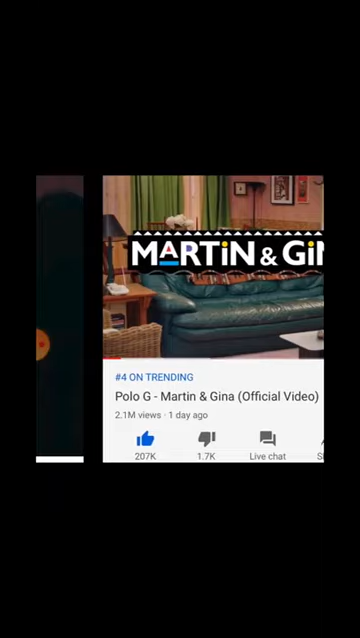 MARTiN & GiN
#4 ON TRENDING
Polo G - Martin & Gina (Official Video)
2.1M views · 1 day ago
207K
1.7K
Live chat